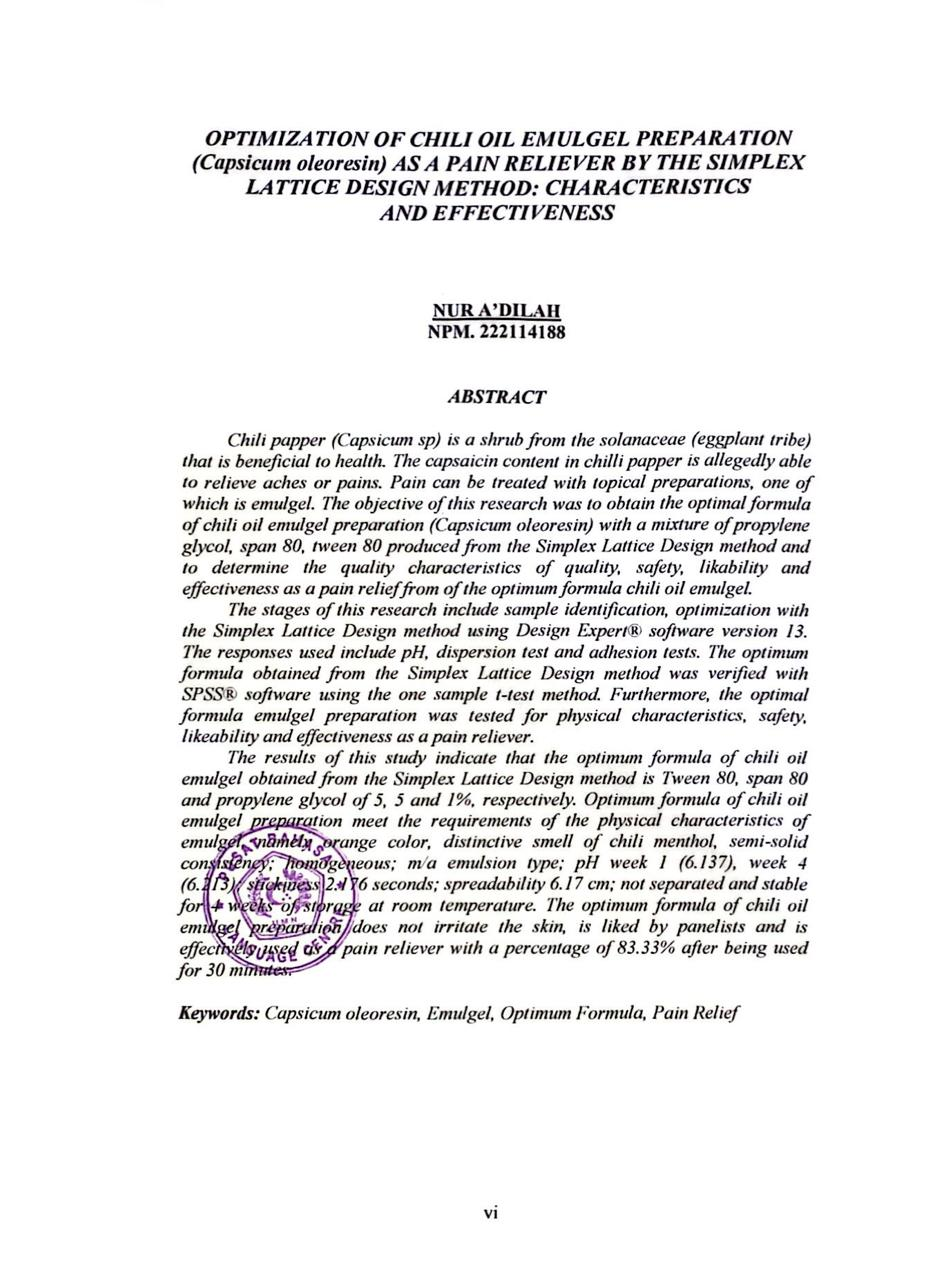 OPTIMIZATION OF CHILI OIL EMULGEL PREPARATION
(Capsicum oleoresin) AS A PAIN RELIEVER BY THE SIMPLEX
LATTICE DESIGN METHOD: CHARACTERISTICS
AND EFFECTIVENESS
NUR A’DILAH
NPM. 222114188
ABSTRACT
Chili papper (Capsicum sp) is a shrub from the solanaceae (eggplant tribe)
that is beneficial to health. The capsaicin content in chilli papper is allegedly able
to relieve aches or pains. Pain can be treated with topical preparations, one of
which is emulgel. The objective of this research was to obtain the optimal formula
of chili oil emulgel preparation (Capsicum oleoresin) with a mixture of propylene
glycol, span 80, tween 80 produced from the Simplex Lattice Design method and
to determine the quality characteristics of quality, safety, likability and
effectiveness as a pain relief from of the optimum formula chili oil emulgel.
The stages of this research include sample identification, optimization with
the Simplex Lattice Design method using Design Expert® software version 13.
The responses used include pH, dispersion test and adhesion tests. The optimum
formula obtained from the Simplex Lattice Design method was verified with
SPSS® software using the one sample t-test method. Furthermore, the optimal
formula emulgel preparation was tested for physical characteristics, safety,
likeability and effectiveness as a pain reliever.
The results of this study indicate that the optimum formula of chili oil
emulgel obtained from the Simplex Lattice Design method is Tween 80, span 80
and propylene glycol of 5, 5 and 1%, respectively. Optimum formula of chili oil
emulgel preparation meet the requirements of the physical characteristics of
emulgel, namely: orange color, distinctive smell of chili menthol, semi-solid
consistency; homogeneous; m/a emulsion type; pH week 1 (6.137), week 4
(6.213), stickiness 2.176 seconds; spreadability 6.17 cm; not separated and stable
for 4 weeks of storage at room temperature. The optimum formula of chili oil
emulgel preparation does not irritate the skin, is liked by panelists and is
effectively used as a pain reliever with a percentage of 83.33% after being used
for 30 minutes.
PUSAT BAHASA
UMN
LANGUAGE CENTRE
Keywords: Capsicum oleoresin, Emulgel, Optimum Formula, Pain Relief
vi